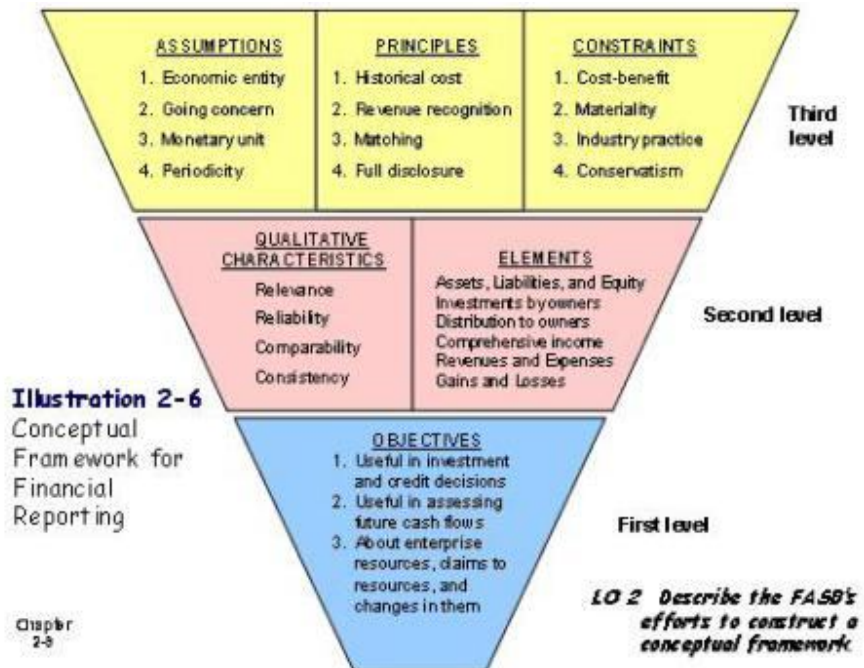 ASSUMPTIONS
1. Economic entity
2. Going concern
3. Monetary unit
4. Periodicity
PRINCIPLES
1. Historical cost
2. Revenue recognition
3. Matching
4. Full disclosure
CONSTRAINTS
1. Cost-benefit
2. Materiality
3. Industry practice
4. Conservatism
Third
level
QUALITATIVE
CHARACTERISTICS
Relevance
Reliability
Comparability
Consistency
ELEMENTS
Assets, Liabilities, and Equity
Investments by owners
Distribution to owners
Comprehensive income
Revenues and Expenses
Gains and Losses
Second level
Illustration 2-6
Conceptual
Framework for
Financial
Reporting
OBJECTIVES
1. Useful in investment
and credit decisions
2. Useful in assessing
future cash flows
3. About enterprise
resources, claims to
resources, and
changes in them
First level
Chapter
LO 2 Describe the FASB's
efforts to construct a
conceptual framework.